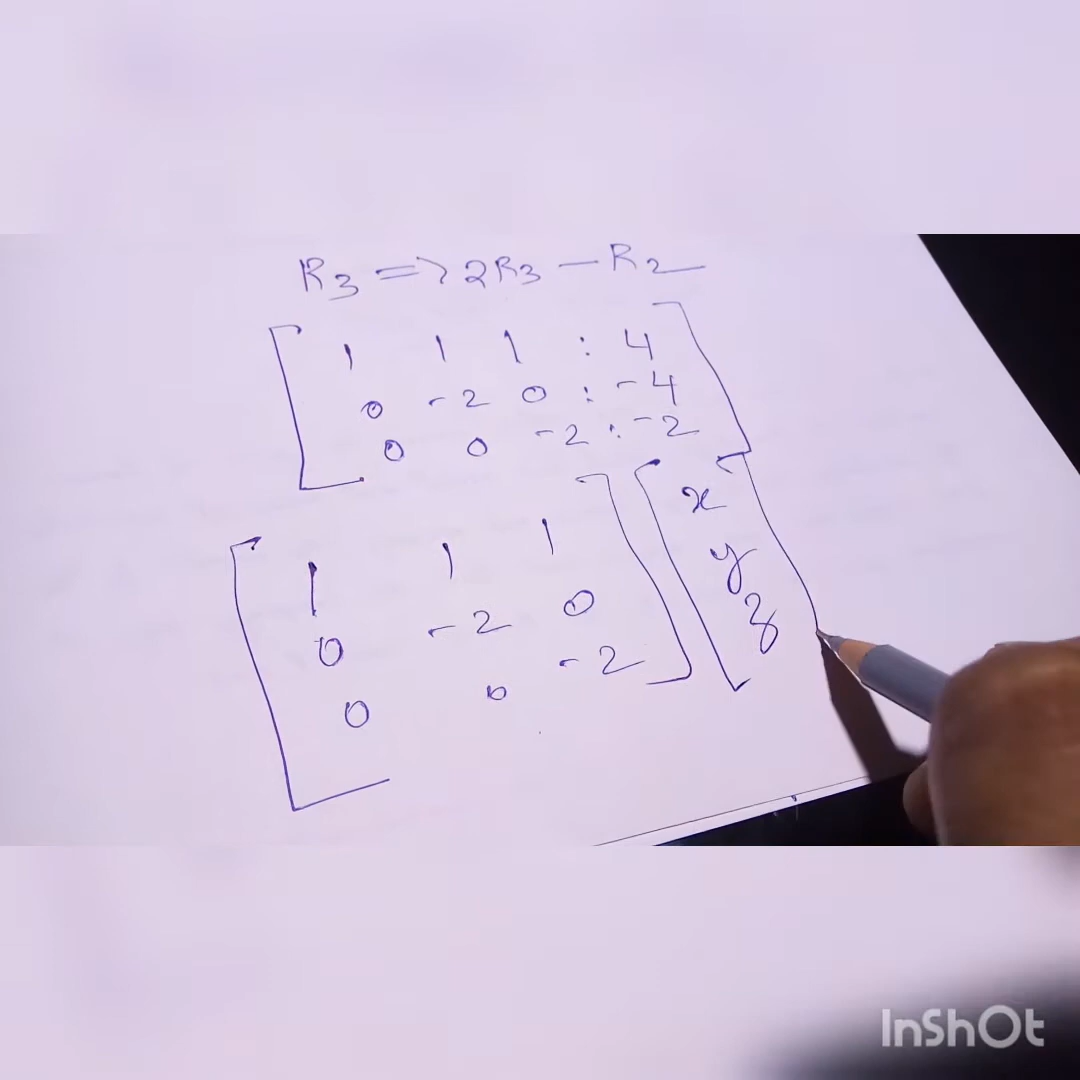 R3 => 2R3 - R2
1 1 1 : 4
0 -2 0 : -4
0 0 -2 : -2
1 1 1 x
0 -2 0 y
0 0 -2 z
InShOt